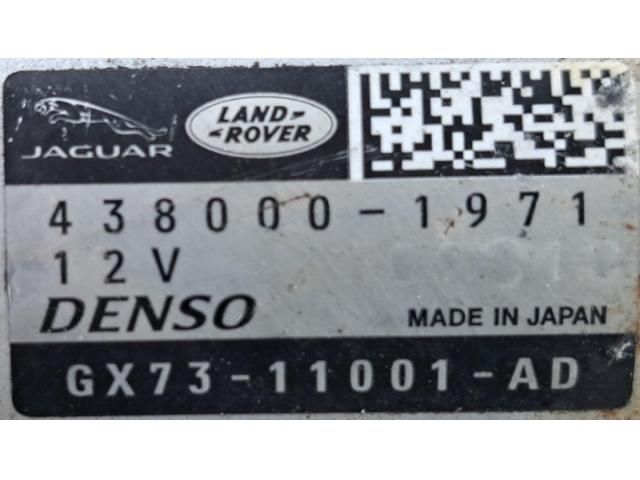 JAGUAR
LAND-
-ROVER
438000-1971
12V
DENSO
MADE IN JAPAN
GX73-11001-AD